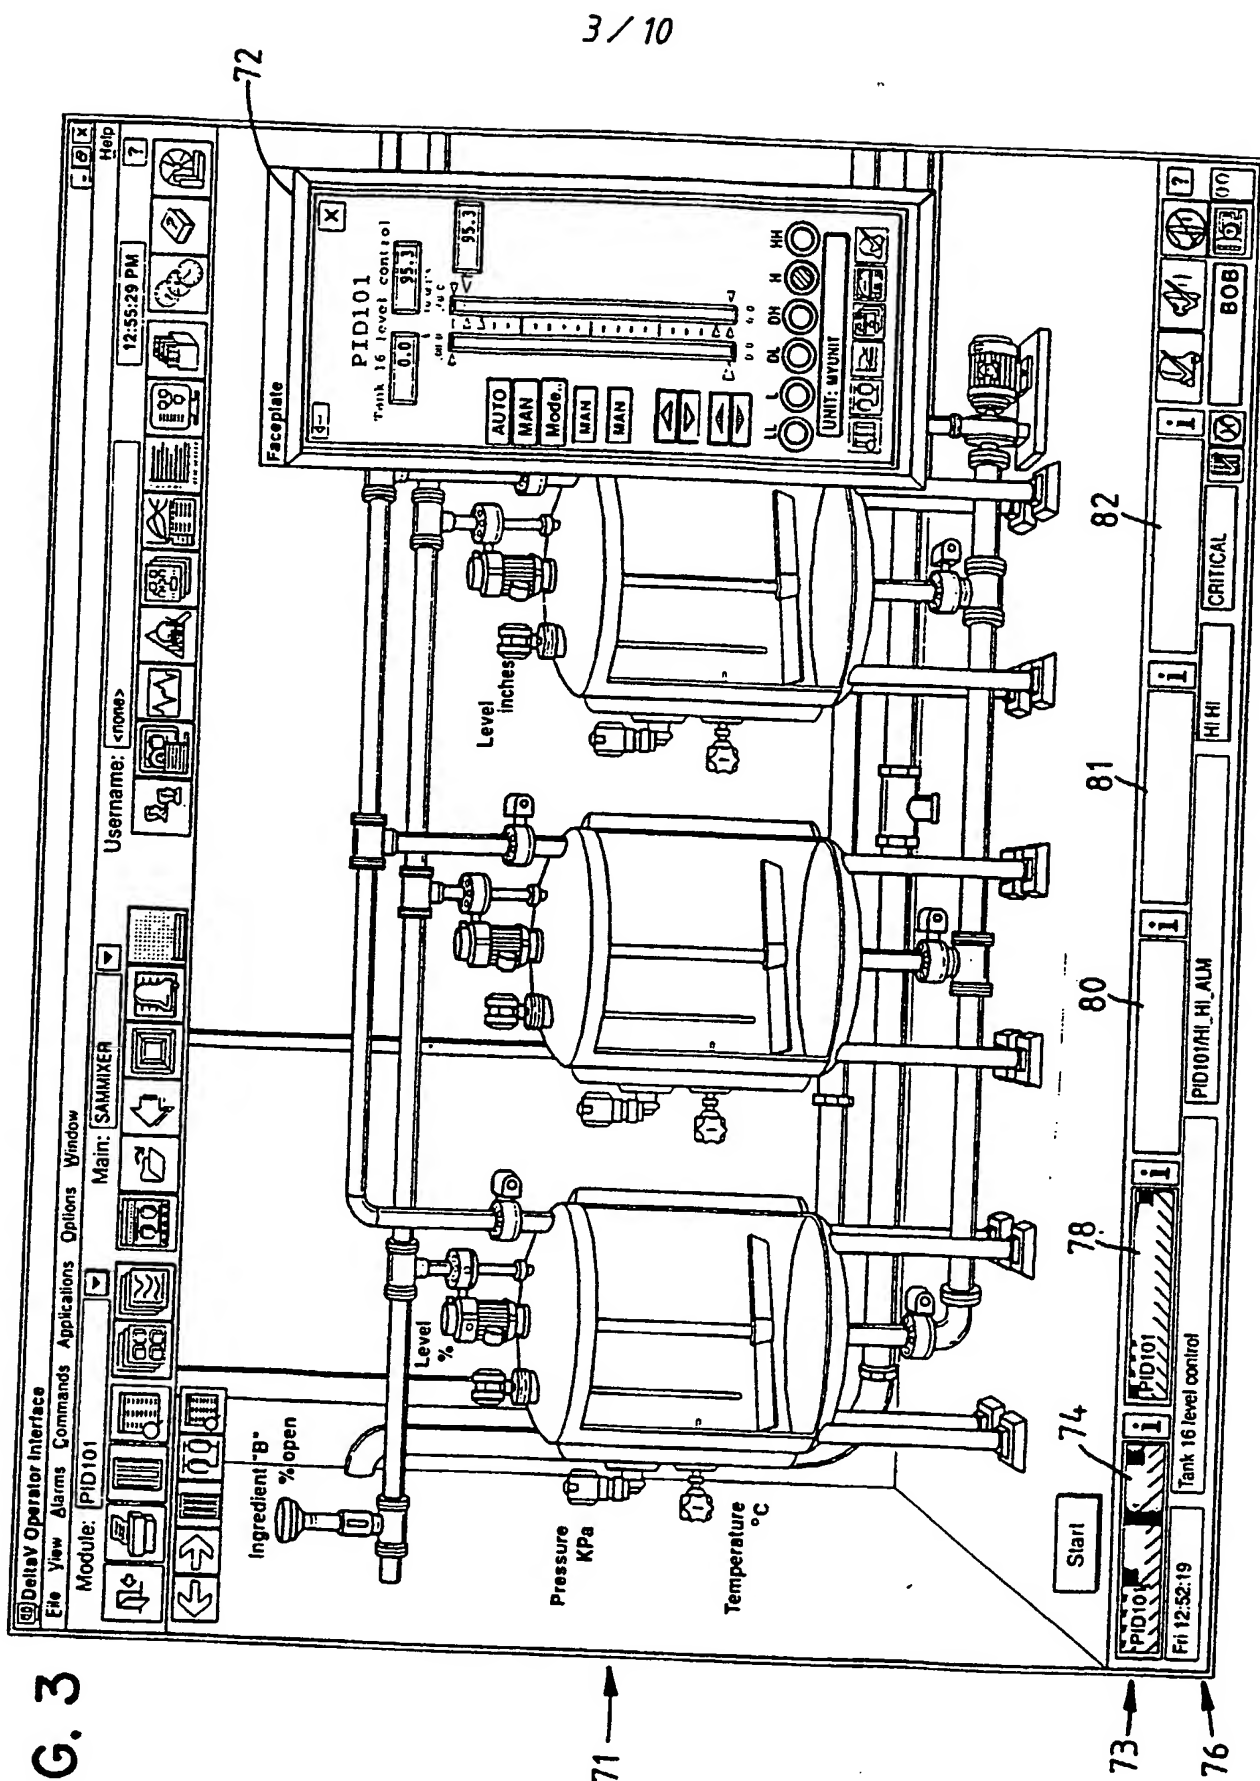 3 / 10
G. 3
DeltaV Operator Interface
File View Alarms Commands Applications Options Window Help
Module: PID101 Main: SAMMIXER Username: <none> 12:55:29 PM ?
Ingredient "B"
% open
Level
%
Level
inches
Pressure
KPa
Temperature
°C
Start
Faceplate
X
PID101
Tank 16 level control
0.0
95.3
95.3
AUTO
MAN
Mode..
MAN
MAN
0.0
LL L DL DH H HH
UNIT: MYUNIT
PID101 i PID101 i i i ?
Fri 12:52:19 Tank 16 level control PID101/HI_HI_ALM HI HI CRITICAL BOB
71
72
73
74
76
78
80
81
82